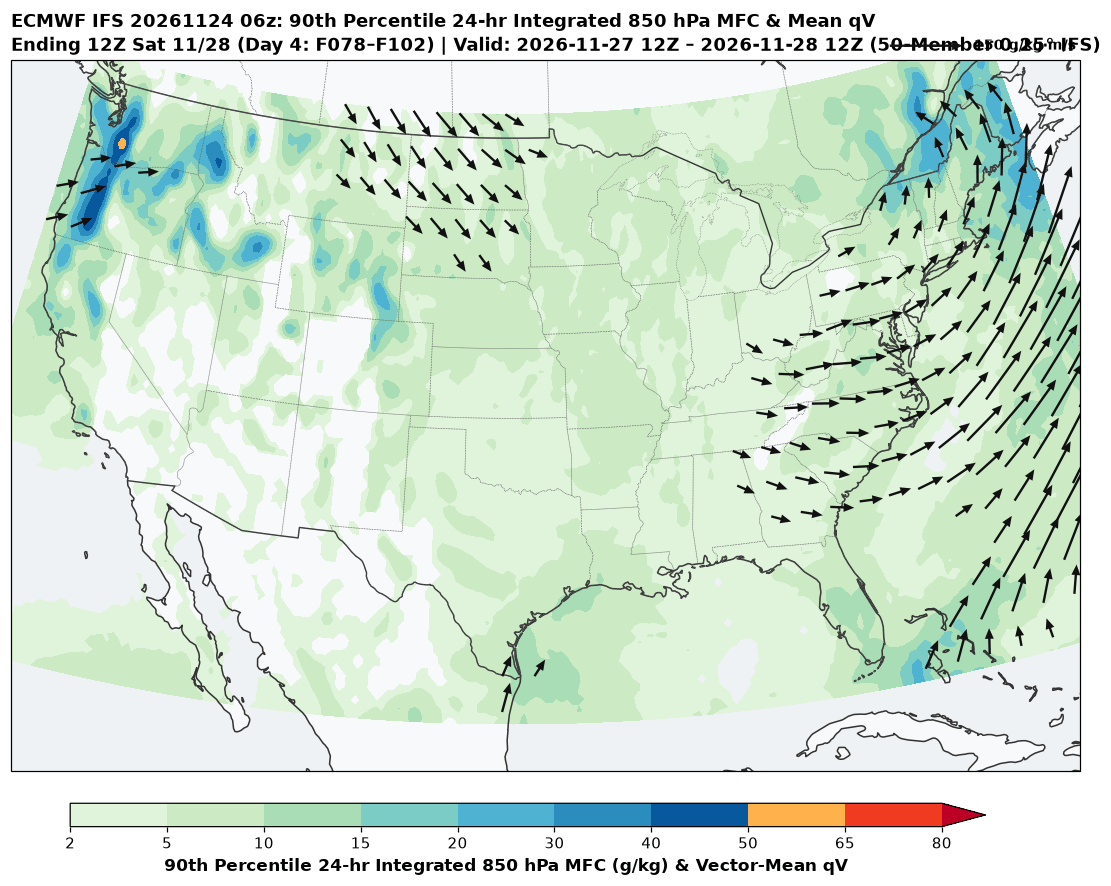 ECMWF IFS 20261124 06z: 90th Percentile 24-hr Integrated 850 hPa MFC & Mean qV
Ending 12Z Sat 11/28 (Day 4: F078–F102) | Valid: 2026-11-27 12Z – 2026-11-28 12Z (50-Member 0.25° IFS)
2 5 10 15 20 30 40 50 65 80
90th Percentile 24-hr Integrated 850 hPa MFC (g/kg) & Vector-Mean qV